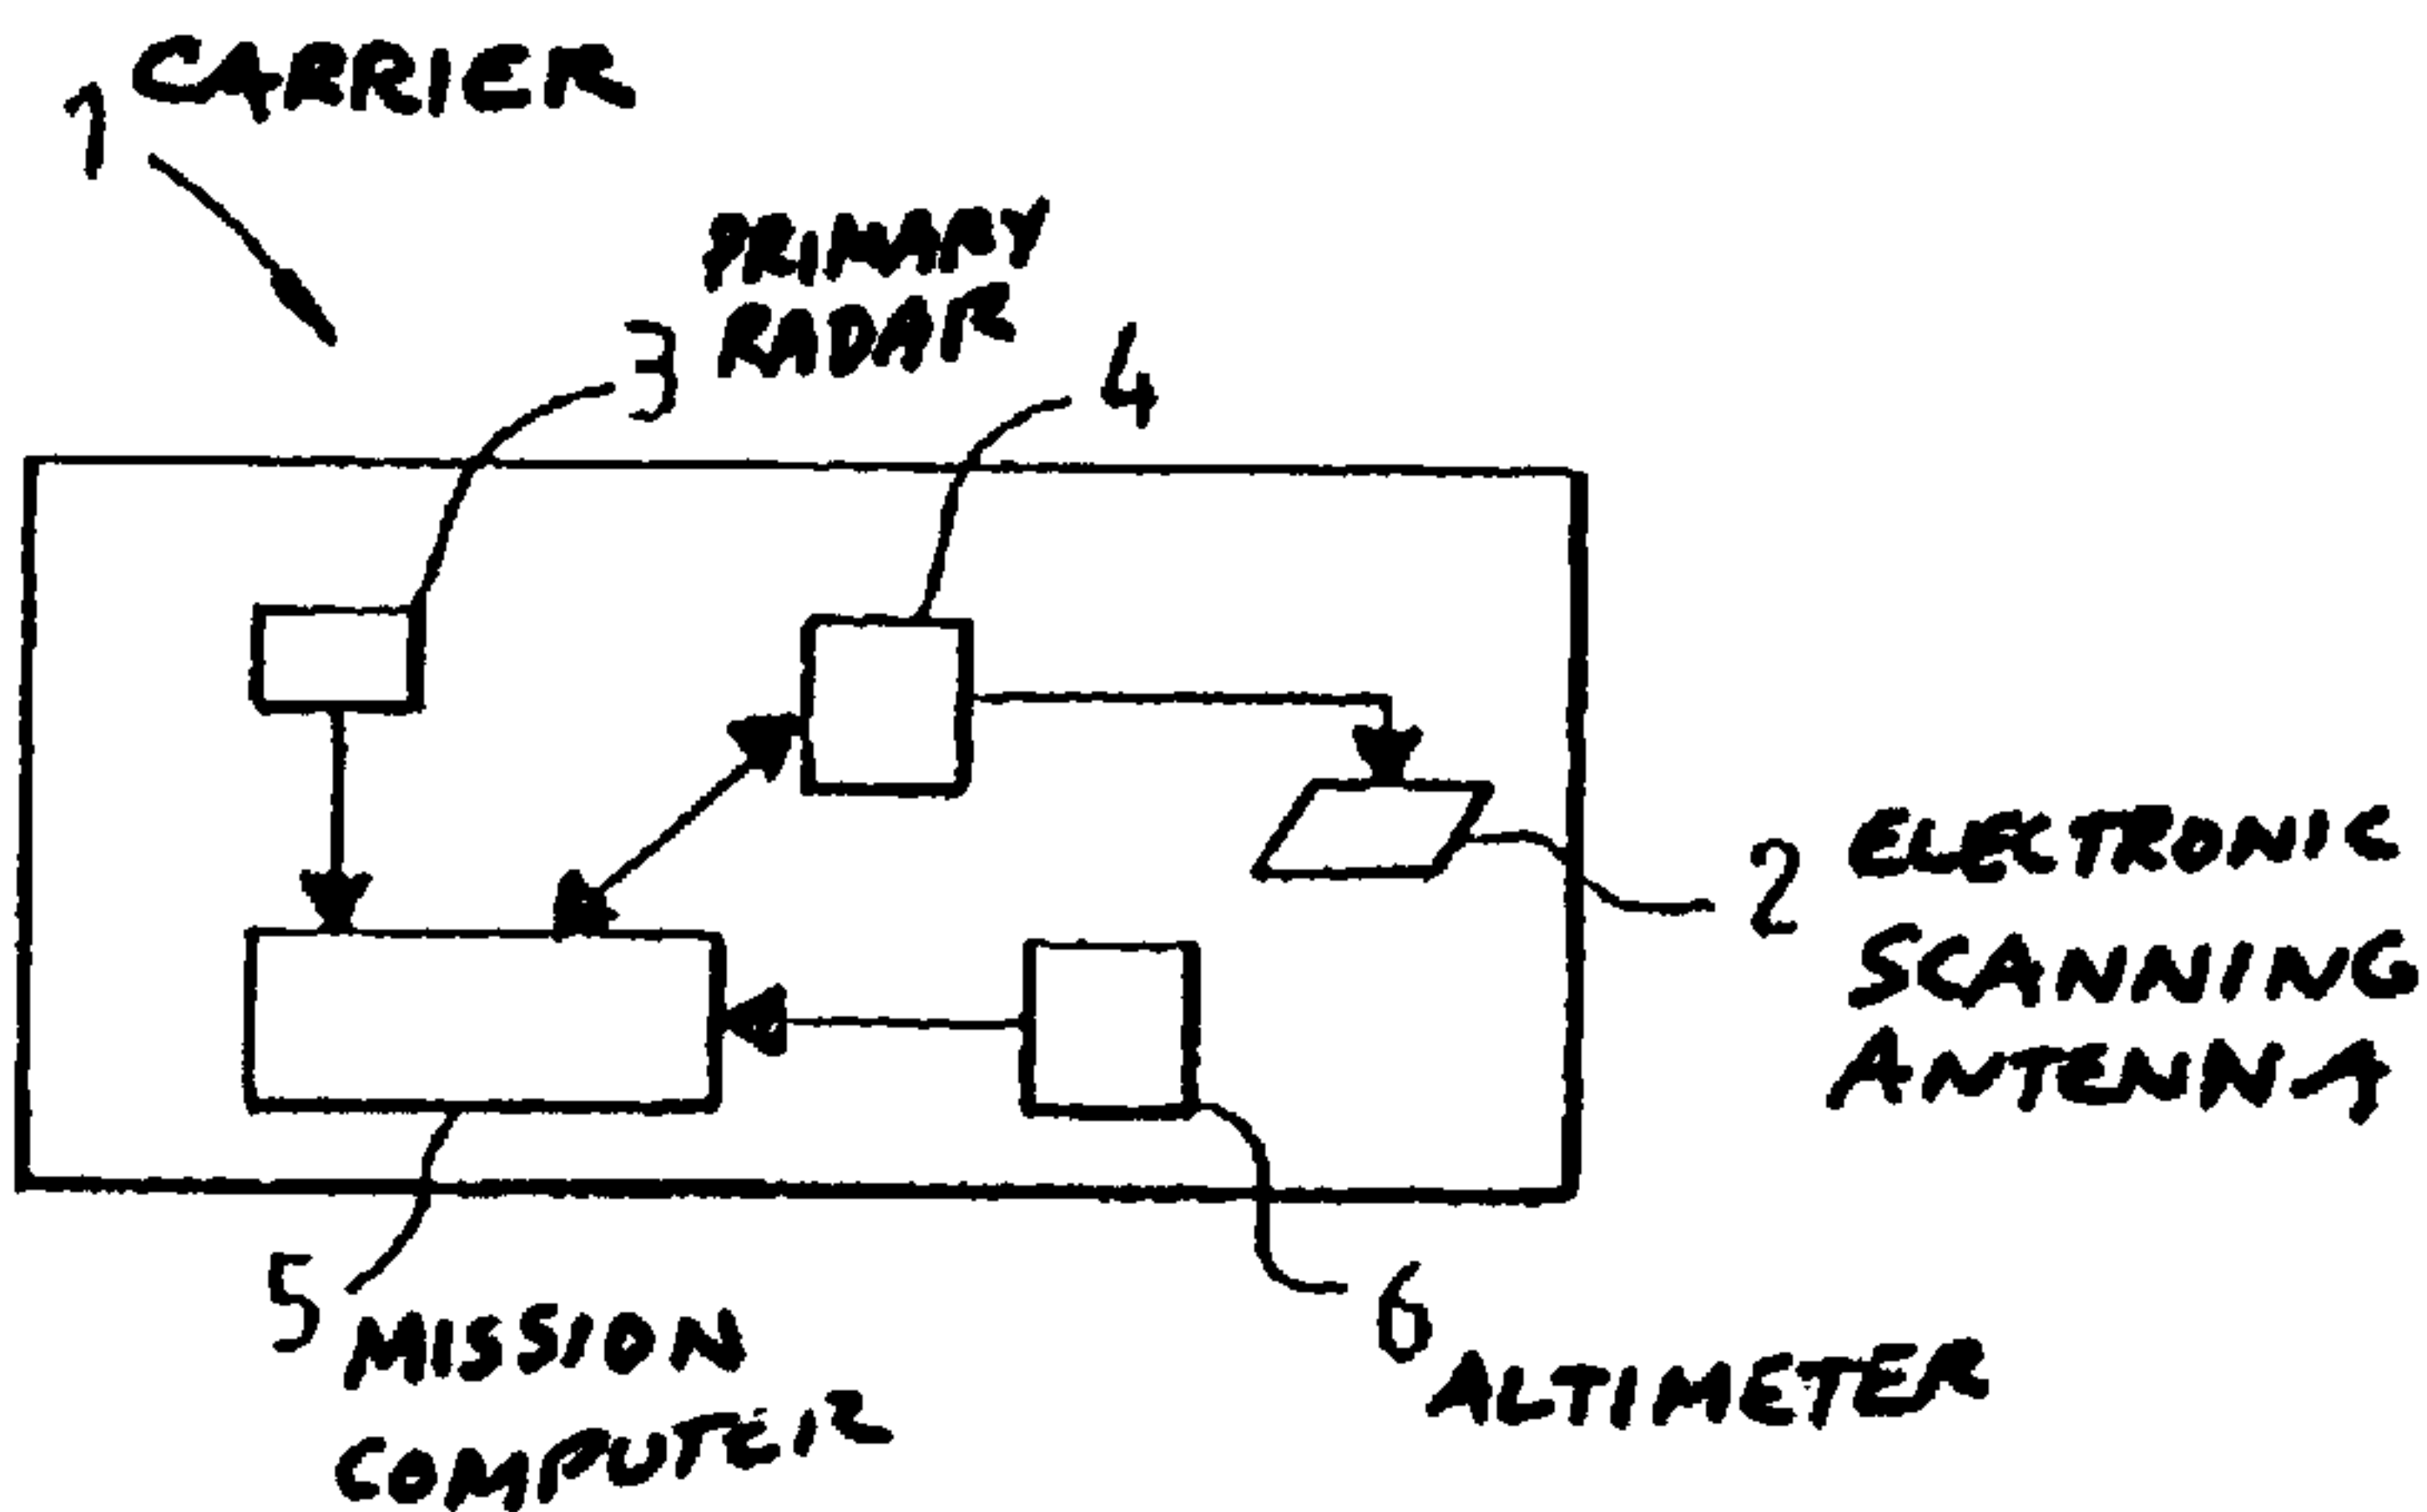 1 CARRIER
3 PRIMARY
RADAR
4
2 ELECTRONIC
SCANNING
ANTENNA
5 MISSION
COMPUTER
6 ALTIMETER